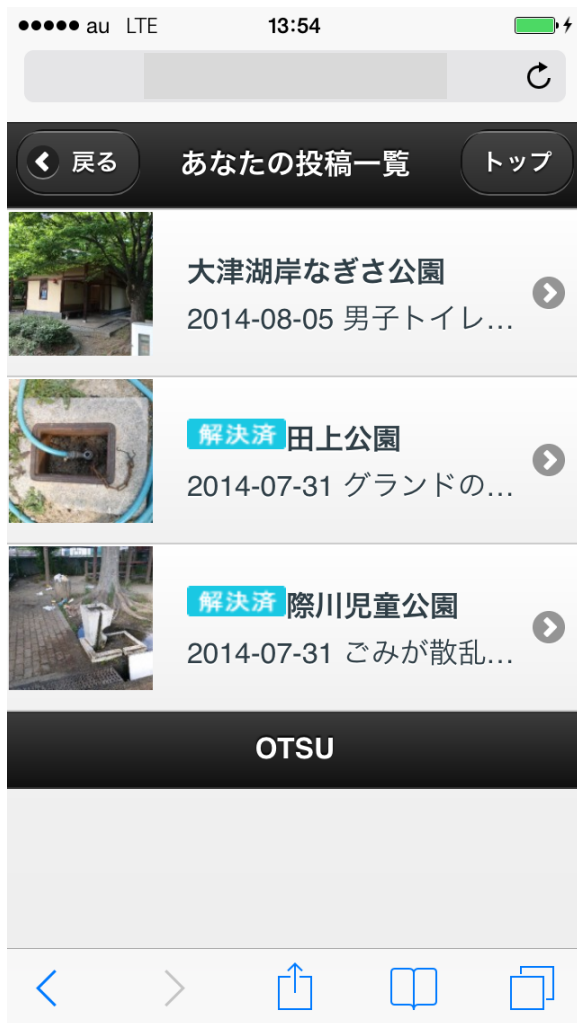 au LTE 13:54
戻る あなたの投稿一覧 トップ
大津湖岸なぎさ公園
2014-08-05 男子トイレ...
解決済 田上公園
2014-07-31 グランドの...
解決済 際川児童公園
2014-07-31 ごみが散乱...
OTSU